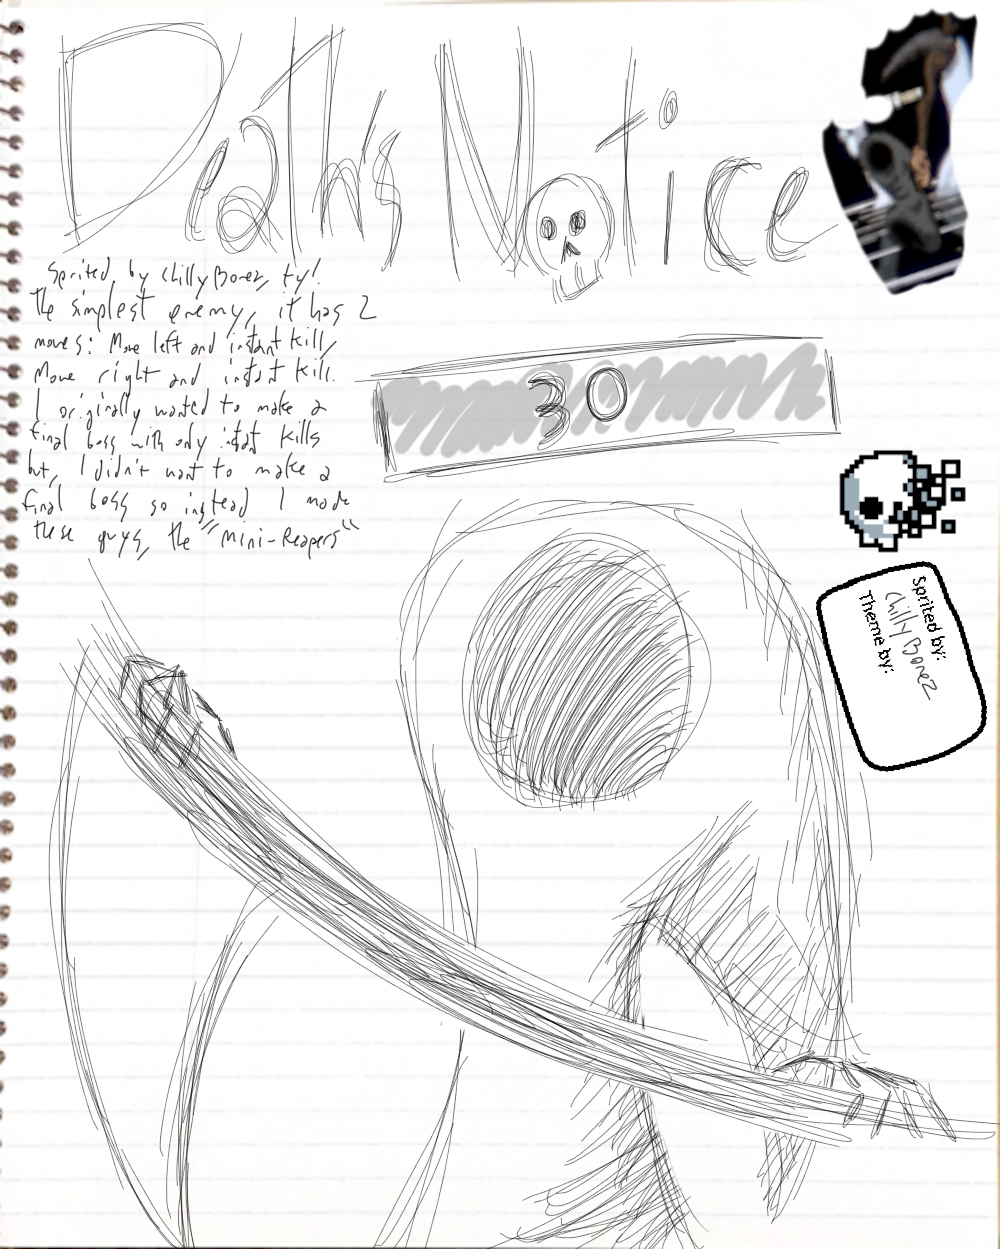 Death's Notice
Sprited by ChillyBonez, ty!
The simplest enemy, it has 2
moves: Move left and instant kill,
Move right and instant kill.
I originally wanted to make a
final boss with only instant kills
but, I didn't want to make a
final boss so instead I made
these guys, the "Mini-Reapers"
30
Sprited by:
ChillyBoneZ
Theme by: